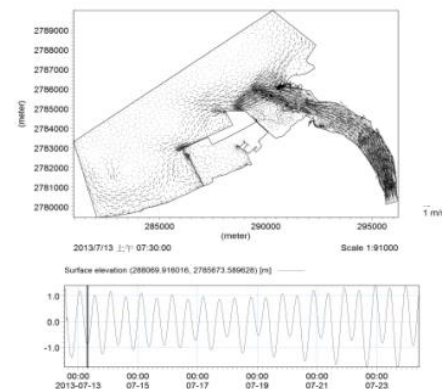 2789000
2788000
2787000
2786000
2785000
2784000
2783000
2782000
2781000
2780000
(meter)
285000 290000 295000
(meter)
1 m/s
2013/7/13 上午 07:30:00 Scale 1:91000
Surface elevation (288069.916016, 2785673.589628) [m]
1.0
0.0
-1.0
00:00 00:00 00:00 00:00 00:00 00:00
2013-07-13 07-15 07-17 07-19 07-21 07-23